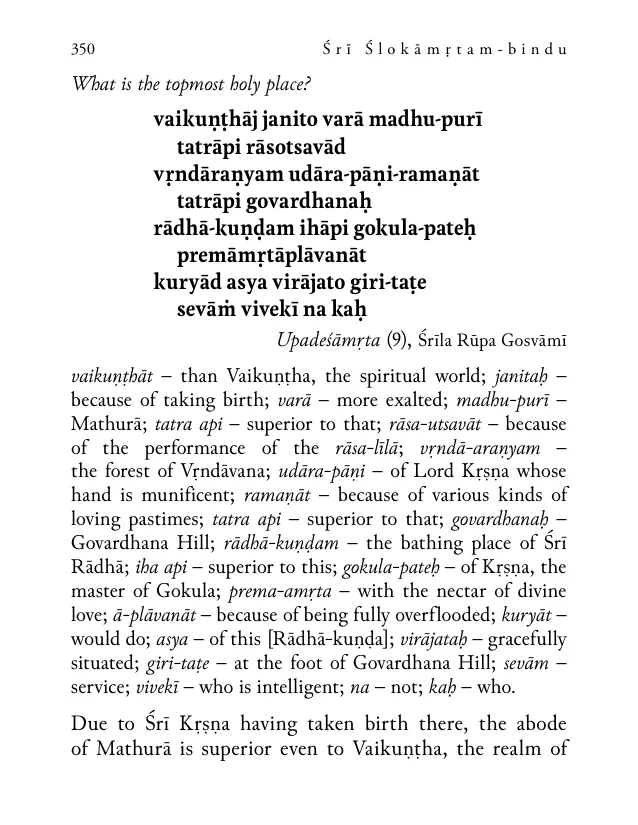 350 Śrī Ślokāmṛtam-bindu
What is the topmost holy place?
vaikuṇṭhāj janito varā madhu-purī
tatrāpi rāsotsavād
vṛndāraṇyam udāra-pāṇi-ramaṇāt
tatrāpi govardhanaḥ
rādhā-kuṇḍam ihāpi gokula-pateḥ
premāmṛtāplāvanāt
kuryād asya virājato giri-taṭe
sevāṁ vivekī na kaḥ
Upadeśāmṛta (9), Śrīla Rūpa Gosvāmī
vaikuṇṭhāt – than Vaikuṇṭha, the spiritual world; janitaḥ –
because of taking birth; varā – more exalted; madhu-purī –
Mathurā; tatra api – superior to that; rāsa-utsavāt – because
of the performance of the rāsa-līlā; vṛndā-araṇyam –
the forest of Vṛndāvana; udāra-pāṇi – of Lord Kṛṣṇa whose
hand is munificent; ramaṇāt – because of various kinds of
loving pastimes; tatra api – superior to that; govardhanaḥ –
Govardhana Hill; rādhā-kuṇḍam – the bathing place of Śrī
Rādhā; iha api – superior to this; gokula-pateḥ – of Kṛṣṇa, the
master of Gokula; prema-amṛta – with the nectar of divine
love; ā-plāvanāt – because of being fully overflooded; kuryāt –
would do; asya – of this [Rādhā-kuṇḍa]; virājataḥ – gracefully
situated; giri-taṭe – at the foot of Govardhana Hill; sevām –
service; vivekī – who is intelligent; na – not; kaḥ – who.
Due to Śrī Kṛṣṇa having taken birth there, the abode
of Mathurā is superior even to Vaikuṇṭha, the realm of